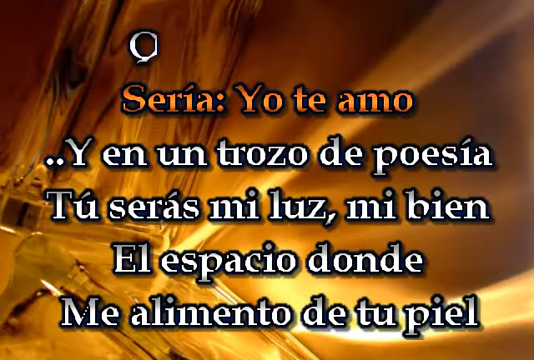 Q
Sería: Yo te amo
..Y en un trozo de poesía
Tú serás mi luz, mi bien
El espacio donde
Me alimento de tu piel